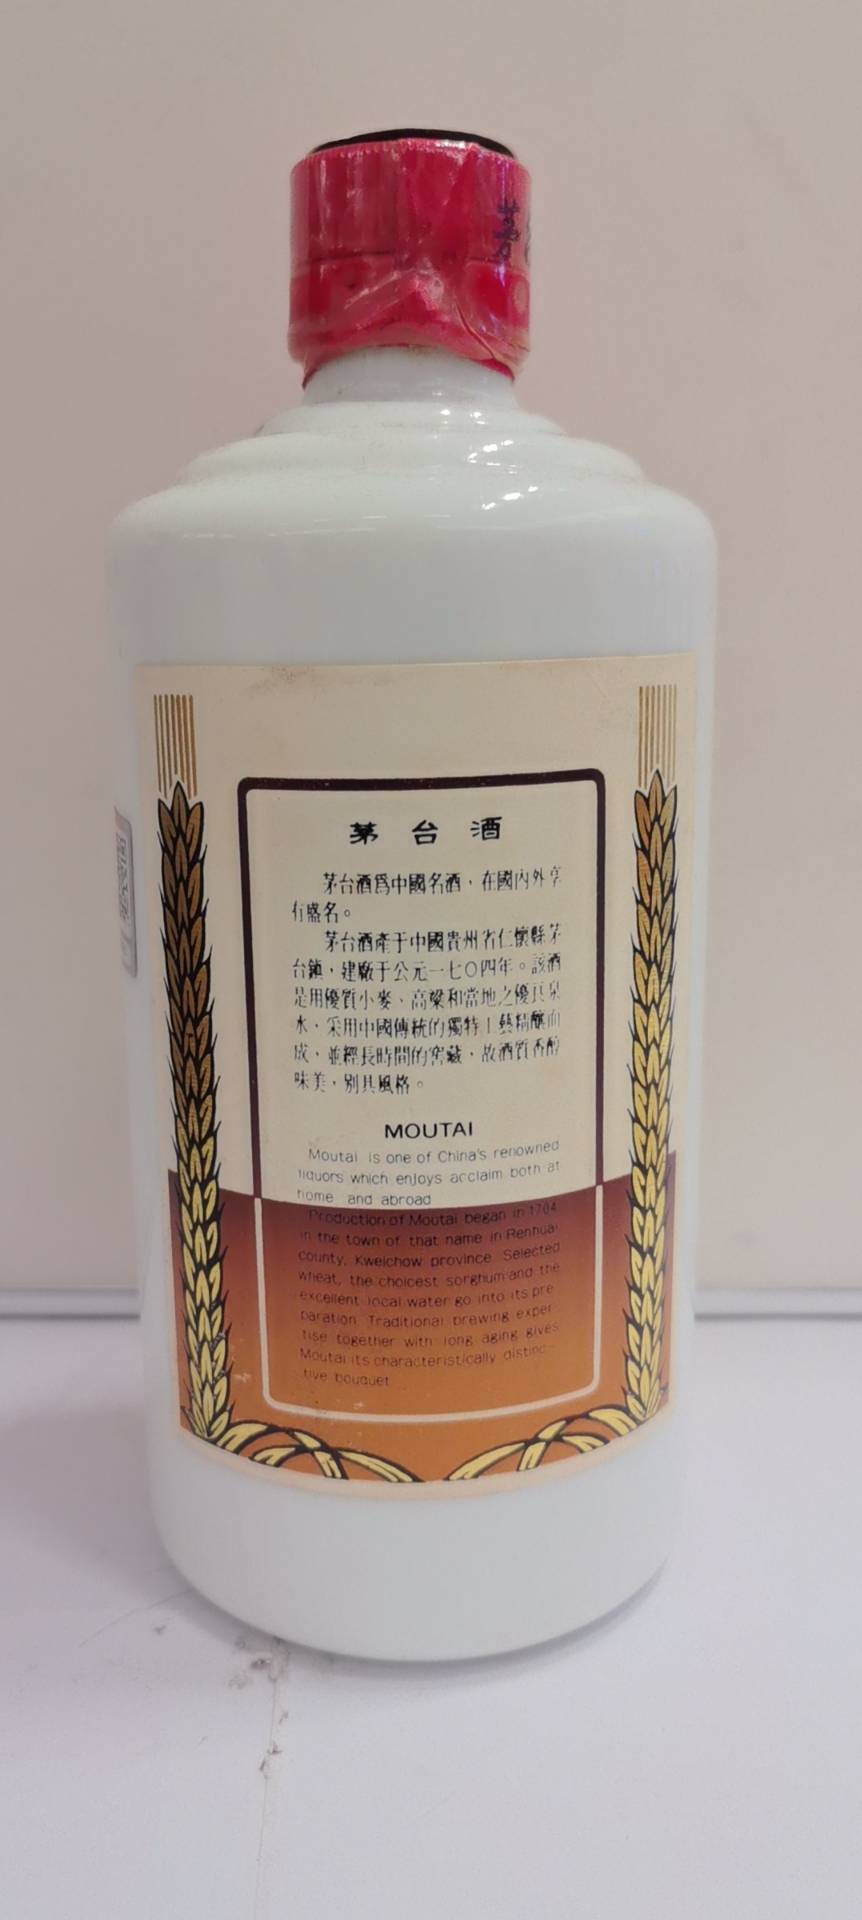 茅台酒
茅台酒爲中國名酒，在國內外享
有盛名。
茅台酒產于中國貴州省仁懷縣茅
台鎮，建廠于公元一七〇四年。該酒
是用優質小麥、高粱和當地之優良泉
水，采用中國傳統的獨特工藝精釀而
成，並經長時間的窖藏，故酒質香醇
味美，別具風格。
MOUTAI
Moutai is one of China's renowned
liquors which enjoys acclaim both at
home and abroad
Production of Moutai began in 1704
in the town of that name in Renhuai
county, Kweichow province Selected
wheat, the choicest sorghum and the
excellent local water go into its pre
paration Traditional brewing exper
tise together with long aging gives
Moutai its characteristically distinc-
tive bouquet